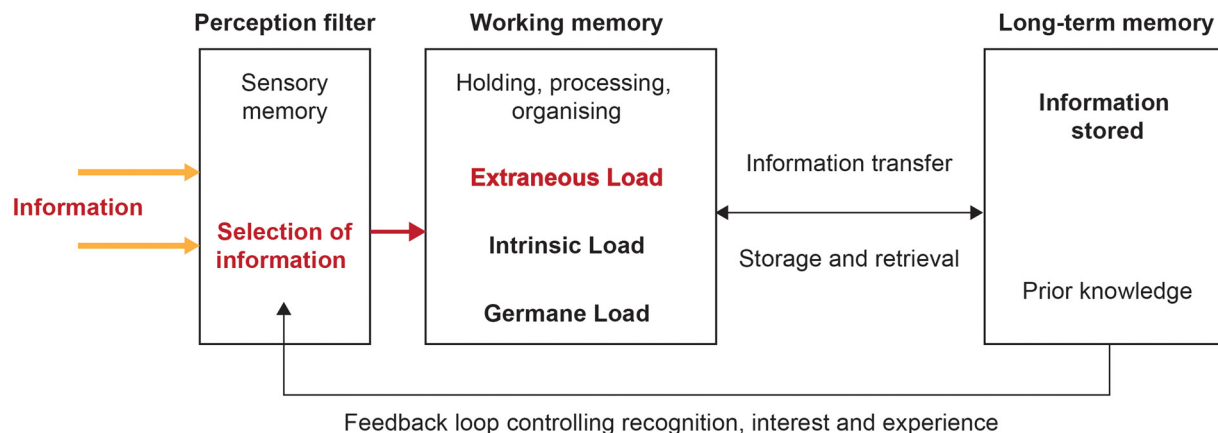 Perception filter
Working memory
Long-term memory
Sensory
memory
Holding, processing,
organising
Information
stored
Information transfer
Extraneous Load
Information
Selection of
information
Intrinsic Load
Storage and retrieval
Prior knowledge
Germane Load
Feedback loop controlling recognition, interest and experience